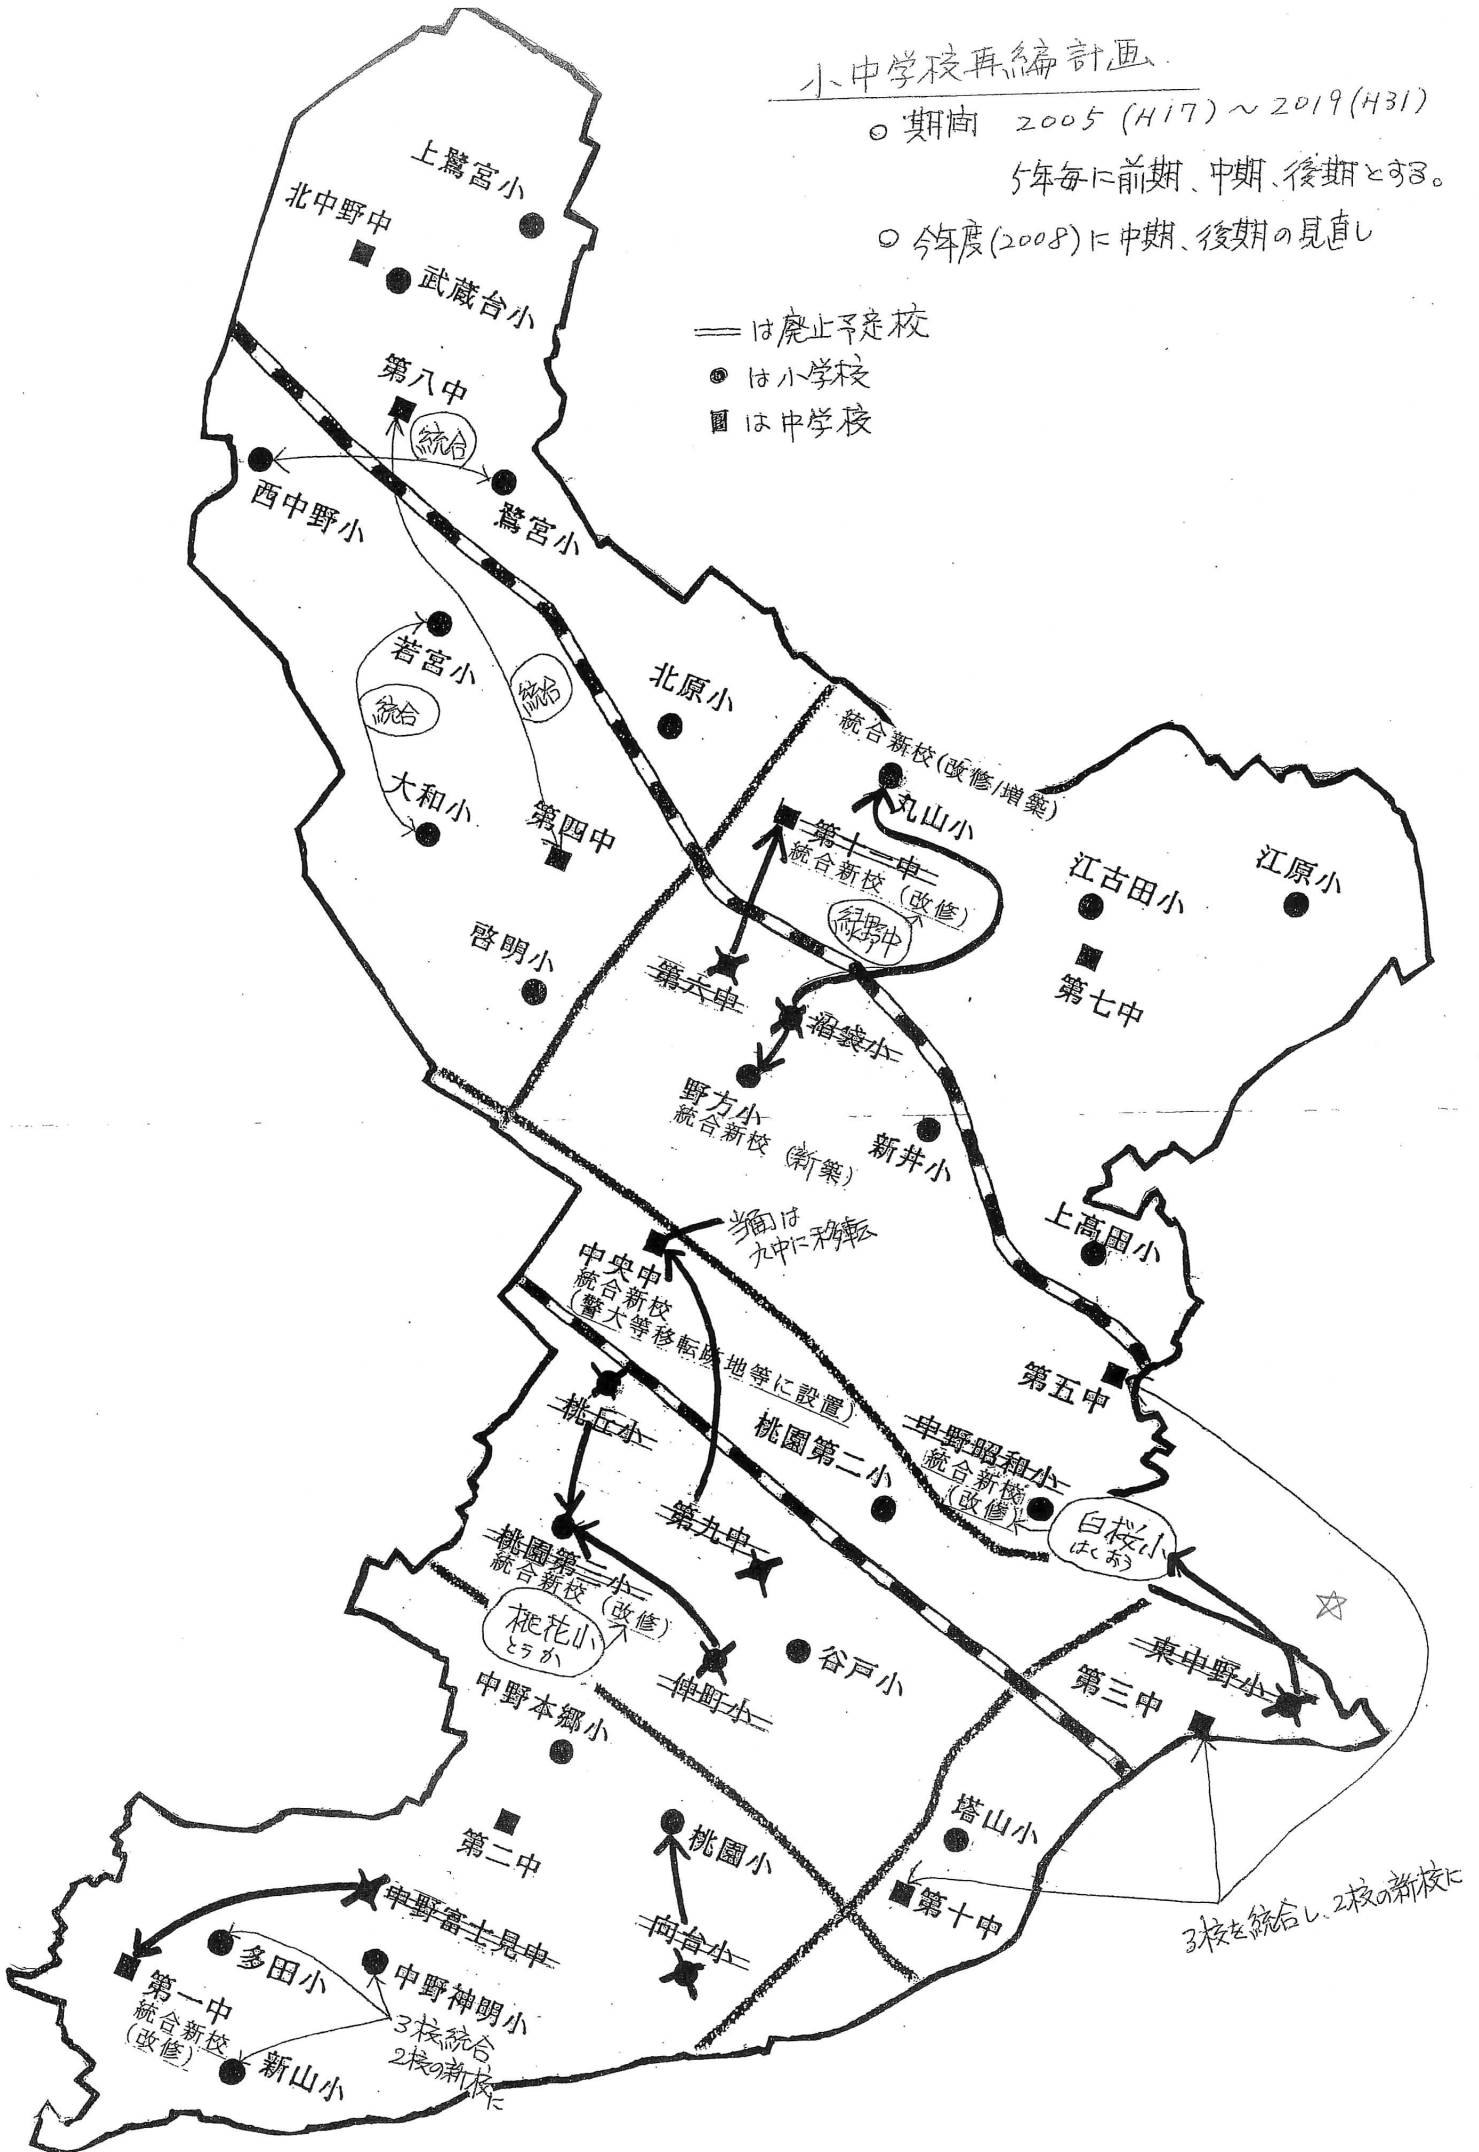 小中学校再編計画
○ 期間 2005 (H17) ～ 2019 (H31)
5年毎に前期、中期、後期とする。
○ 今年度(2008)に中期、後期の見直し
＝は廃止予定校
● は小学校
■ は中学校
上鷺宮小
北中野中
武蔵台小
第八中
統合
西中野小
鷺宮小
若宮小
統合
統合
北原小
大和小
第四中
啓明小
統合新校(改修/増築)
丸山小
第十一中
統合新校 (改修)
緑野中
江古田小
江原小
第七中
第六中
沼袋小
野方小
統合新校 (新築)
新井小
上高田小
当面は
九中に移転
中央中
統合新校
(警大等移転跡地等に設置)
第五中
桃丘小
桃園第二小
中野昭和小
統合新校
(改修)
白桜小
はくおう
第九中
桃園第三小
統合新校 (改修)
桃花小
とうか
仲町小
谷戸小
東中野小
第三中
☆
中野本郷小
塔山小
第二中
桃園小
第十中
3校を統合し、2校の新校に
中野富士見中
向台小
多田小
中野神明小
第一中
統合新校
(改修)
3校統合
2校の新校に
新山小